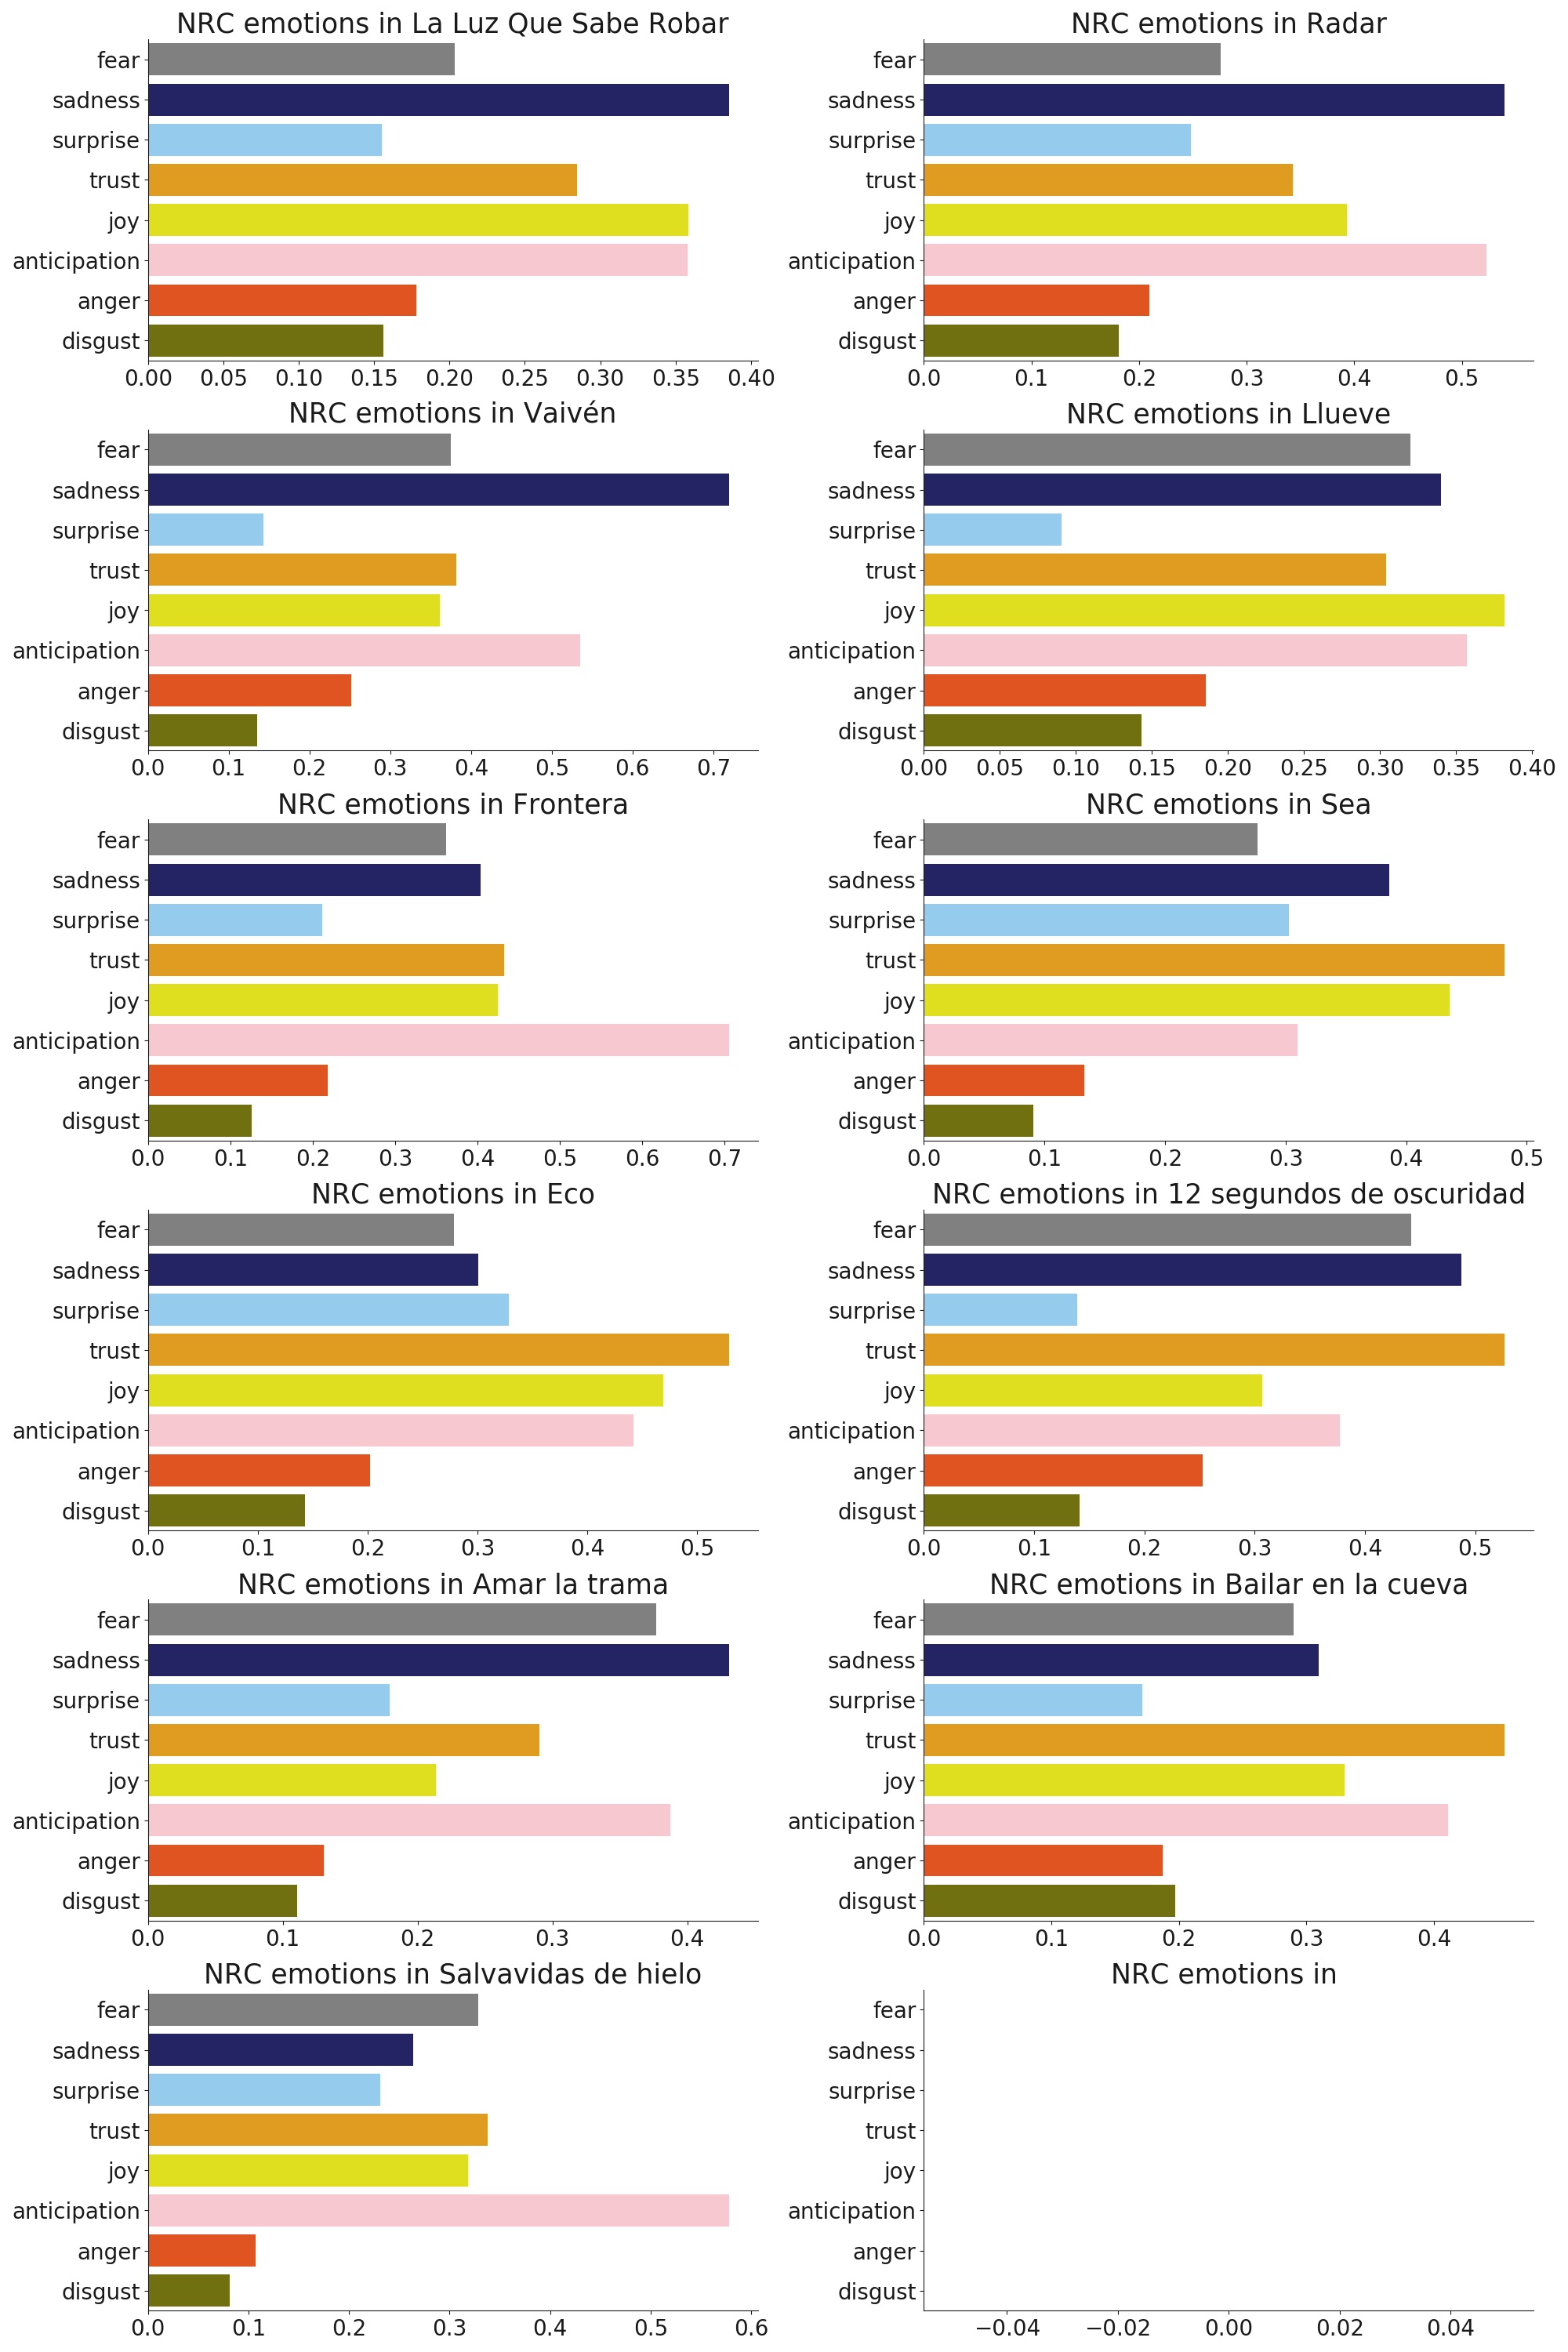 NRC emotions in La Luz Que Sabe Robar
fear
sadness
surprise
trust
joy
anticipation
anger
disgust
0.00 0.05 0.10 0.15 0.20 0.25 0.30 0.35 0.40
NRC emotions in Radar
fear
sadness
surprise
trust
joy
anticipation
anger
disgust
0.0 0.1 0.2 0.3 0.4 0.5
NRC emotions in Vaivén
fear
sadness
surprise
trust
joy
anticipation
anger
disgust
0.0 0.1 0.2 0.3 0.4 0.5 0.6 0.7
NRC emotions in Llueve
fear
sadness
surprise
trust
joy
anticipation
anger
disgust
0.00 0.05 0.10 0.15 0.20 0.25 0.30 0.35 0.40
NRC emotions in Frontera
fear
sadness
surprise
trust
joy
anticipation
anger
disgust
0.0 0.1 0.2 0.3 0.4 0.5 0.6 0.7
NRC emotions in Sea
fear
sadness
surprise
trust
joy
anticipation
anger
disgust
0.0 0.1 0.2 0.3 0.4 0.5
NRC emotions in Eco
fear
sadness
surprise
trust
joy
anticipation
anger
disgust
0.0 0.1 0.2 0.3 0.4 0.5
NRC emotions in 12 segundos de oscuridad
fear
sadness
surprise
trust
joy
anticipation
anger
disgust
0.0 0.1 0.2 0.3 0.4 0.5
NRC emotions in Amar la trama
fear
sadness
surprise
trust
joy
anticipation
anger
disgust
0.0 0.1 0.2 0.3 0.4
NRC emotions in Bailar en la cueva
fear
sadness
surprise
trust
joy
anticipation
anger
disgust
0.0 0.1 0.2 0.3 0.4
NRC emotions in Salvavidas de hielo
fear
sadness
surprise
trust
joy
anticipation
anger
disgust
0.0 0.1 0.2 0.3 0.4 0.5 0.6
NRC emotions in
fear
sadness
surprise
trust
joy
anticipation
anger
disgust
−0.04 −0.02 0.00 0.02 0.04